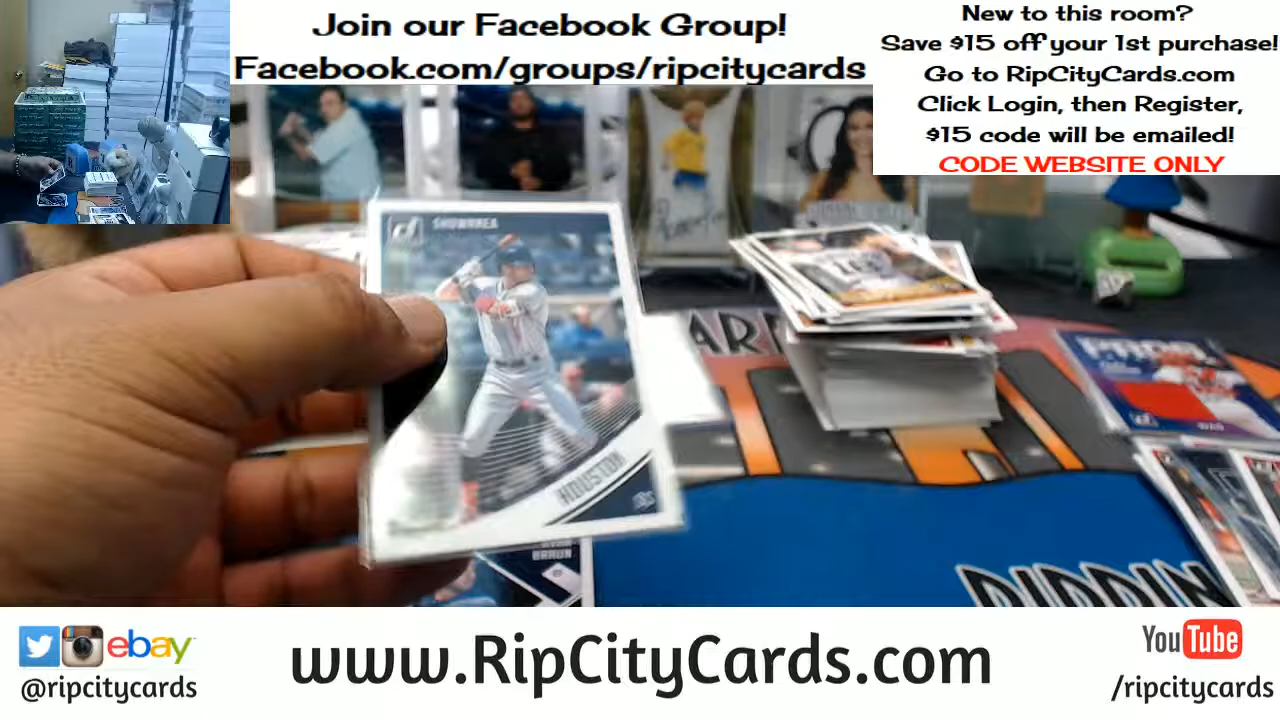 Join our Facebook Group!
Facebook.com/groups/ripcitycards
New to this room?
Save $15 off your 1st purchase!
Go to RipCityCards.com
Click Login, then Register,
$15 code will be emailed!
CODE WEBSITE ONLY
HOUSTON
BRAUN
RIPPIN
ebay
@ripcitycards
www.RipCityCards.com
YouTube
/ripcitycards